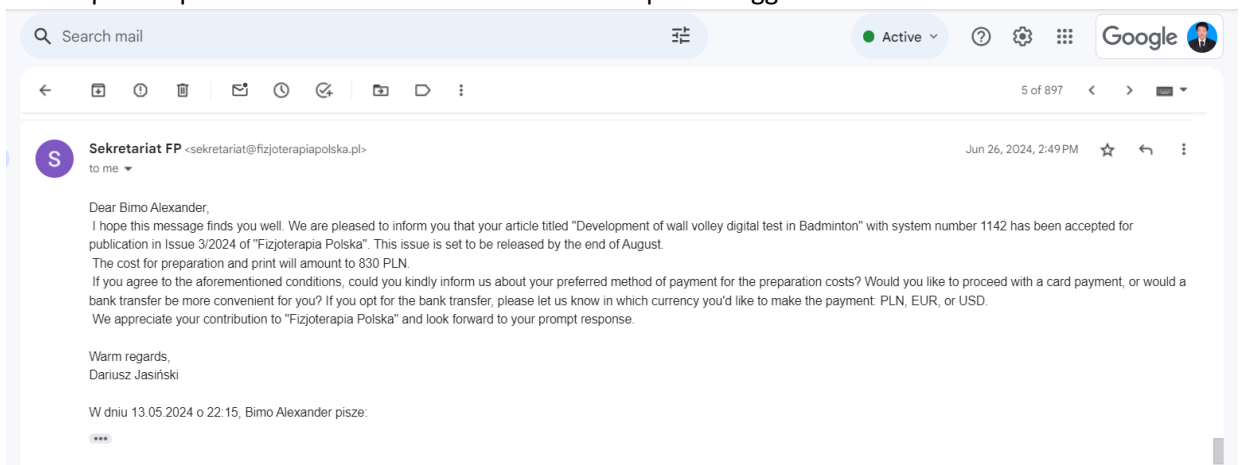 Search mail
Active
Google
5 of 897
S
Sekretariat FP <sekretariat@fizjoterapiapolska.pl>
Jun 26, 2024, 2:49 PM
to me
Dear Bimo Alexander,
I hope this message finds you well. We are pleased to inform you that your article titled "Development of wall volley digital test in Badminton" with system number 1142 has been accepted for
publication in Issue 3/2024 of "Fizjoterapia Polska". This issue is set to be released by the end of August.
The cost for preparation and print will amount to 830 PLN.
If you agree to the aforementioned conditions, could you kindly inform us about your preferred method of payment for the preparation costs? Would you like to proceed with a card payment, or would a
bank transfer be more convenient for you? If you opt for the bank transfer, please let us know in which currency you'd like to make the payment: PLN, EUR, or USD.
We appreciate your contribution to "Fizjoterapia Polska" and look forward to your prompt response.
Warm regards,
Dariusz Jasiński
W dniu 13.05.2024 o 22:15, Bimo Alexander pisze: